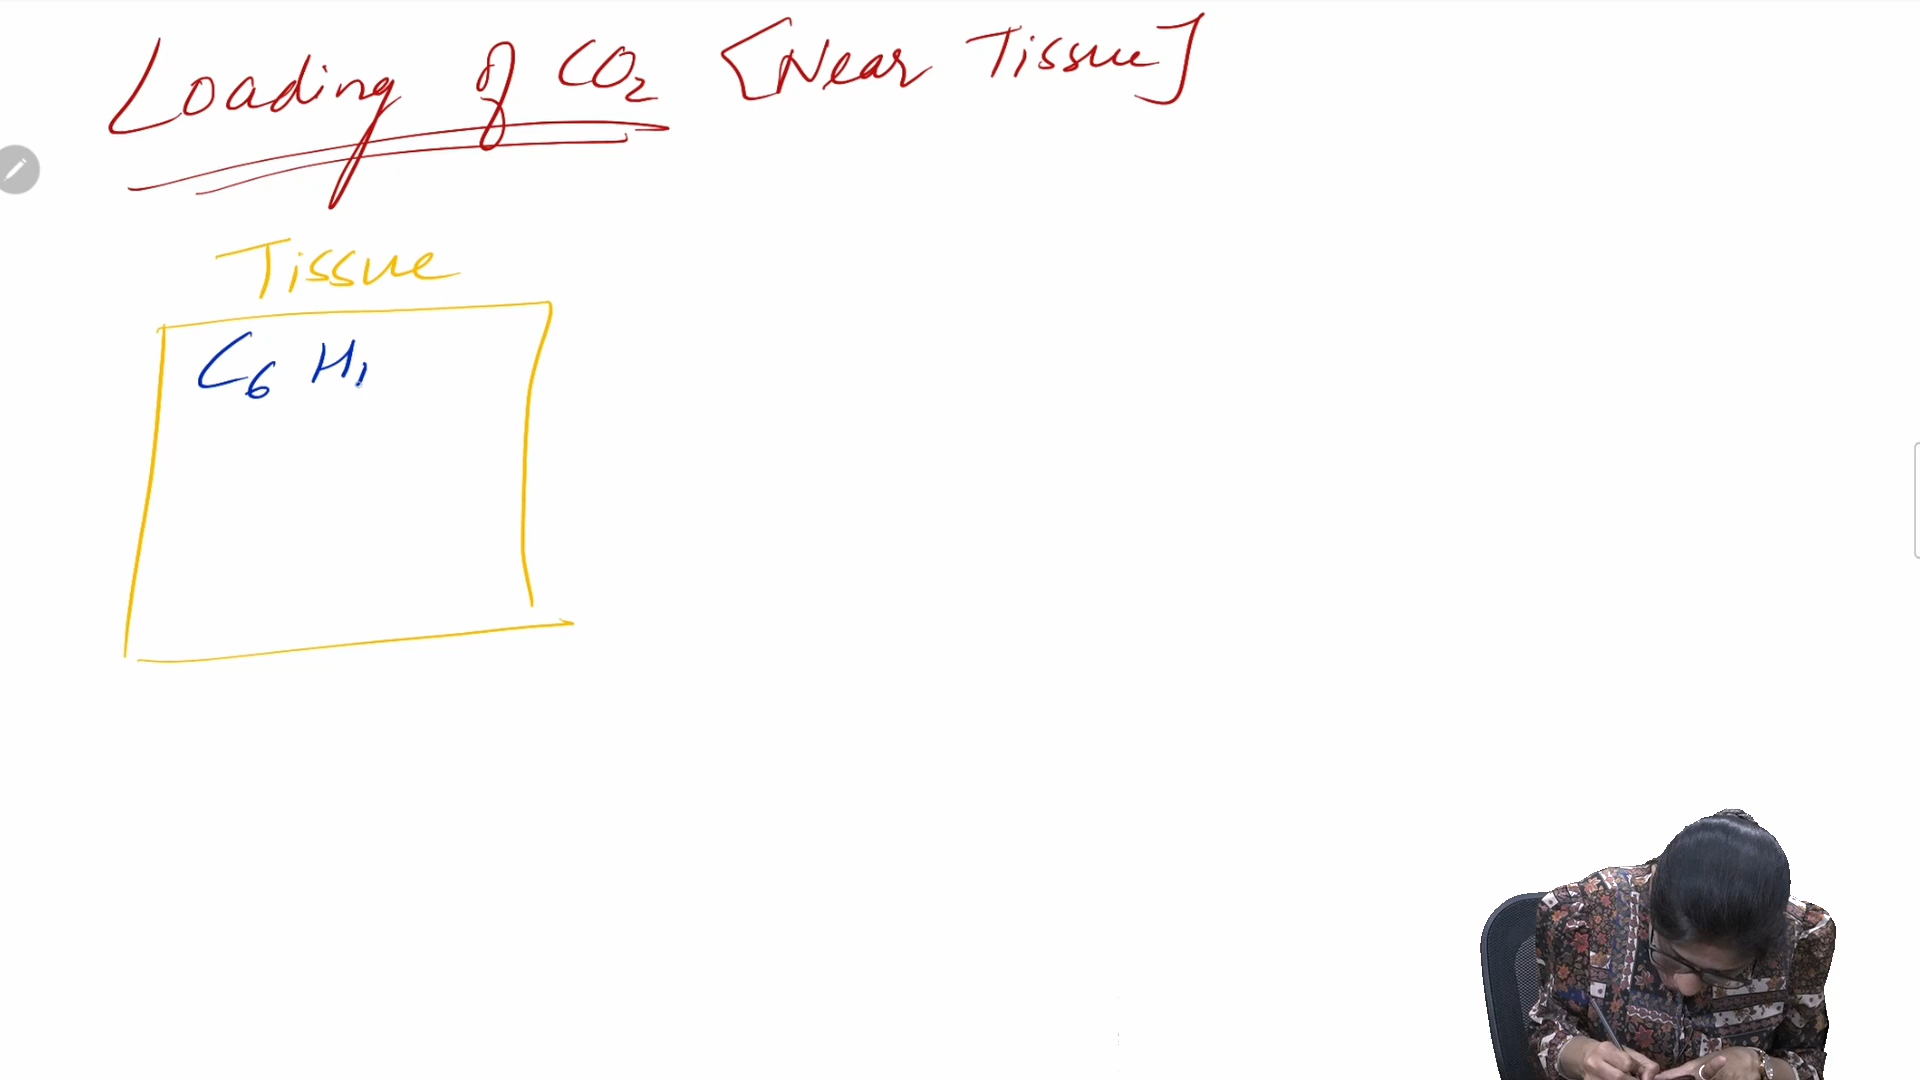 Loading of CO₂ [Near Tissue]
Tissue
C₆ H₁